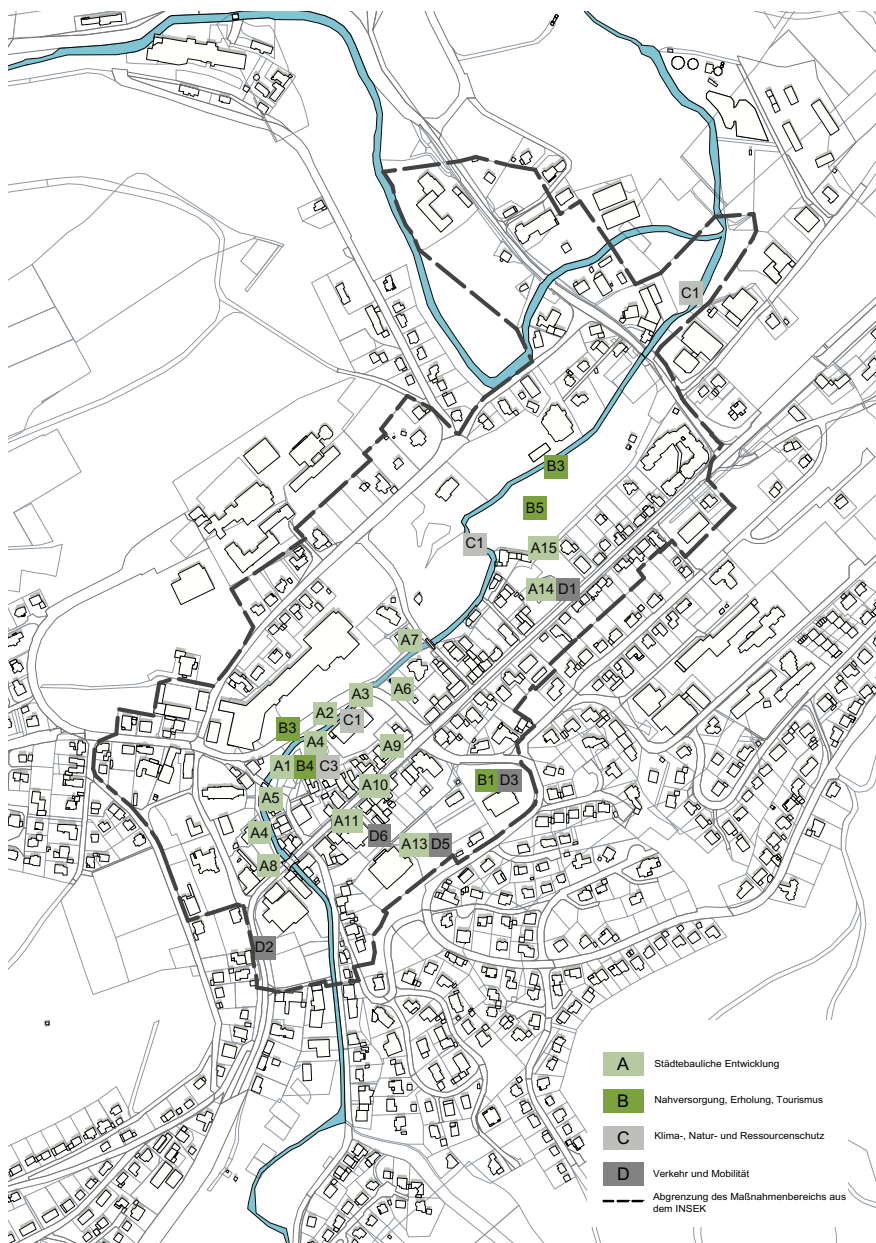 C1
B3
B5
C1
A15
A14 D1
A7
A6
A3
A2
C1
B3
A4
A9
A1 B4 C3
B1 D3
A10
A5
A11
A4
D6
A13 D5
A8
D2
A Städtebauliche Entwicklung
B Nahversorgung, Erholung, Tourismus
C Klima-, Natur- und Ressourcenschutz
D Verkehr und Mobilität
Abgrenzung des Maßnahmenbereichs aus
dem INSEK